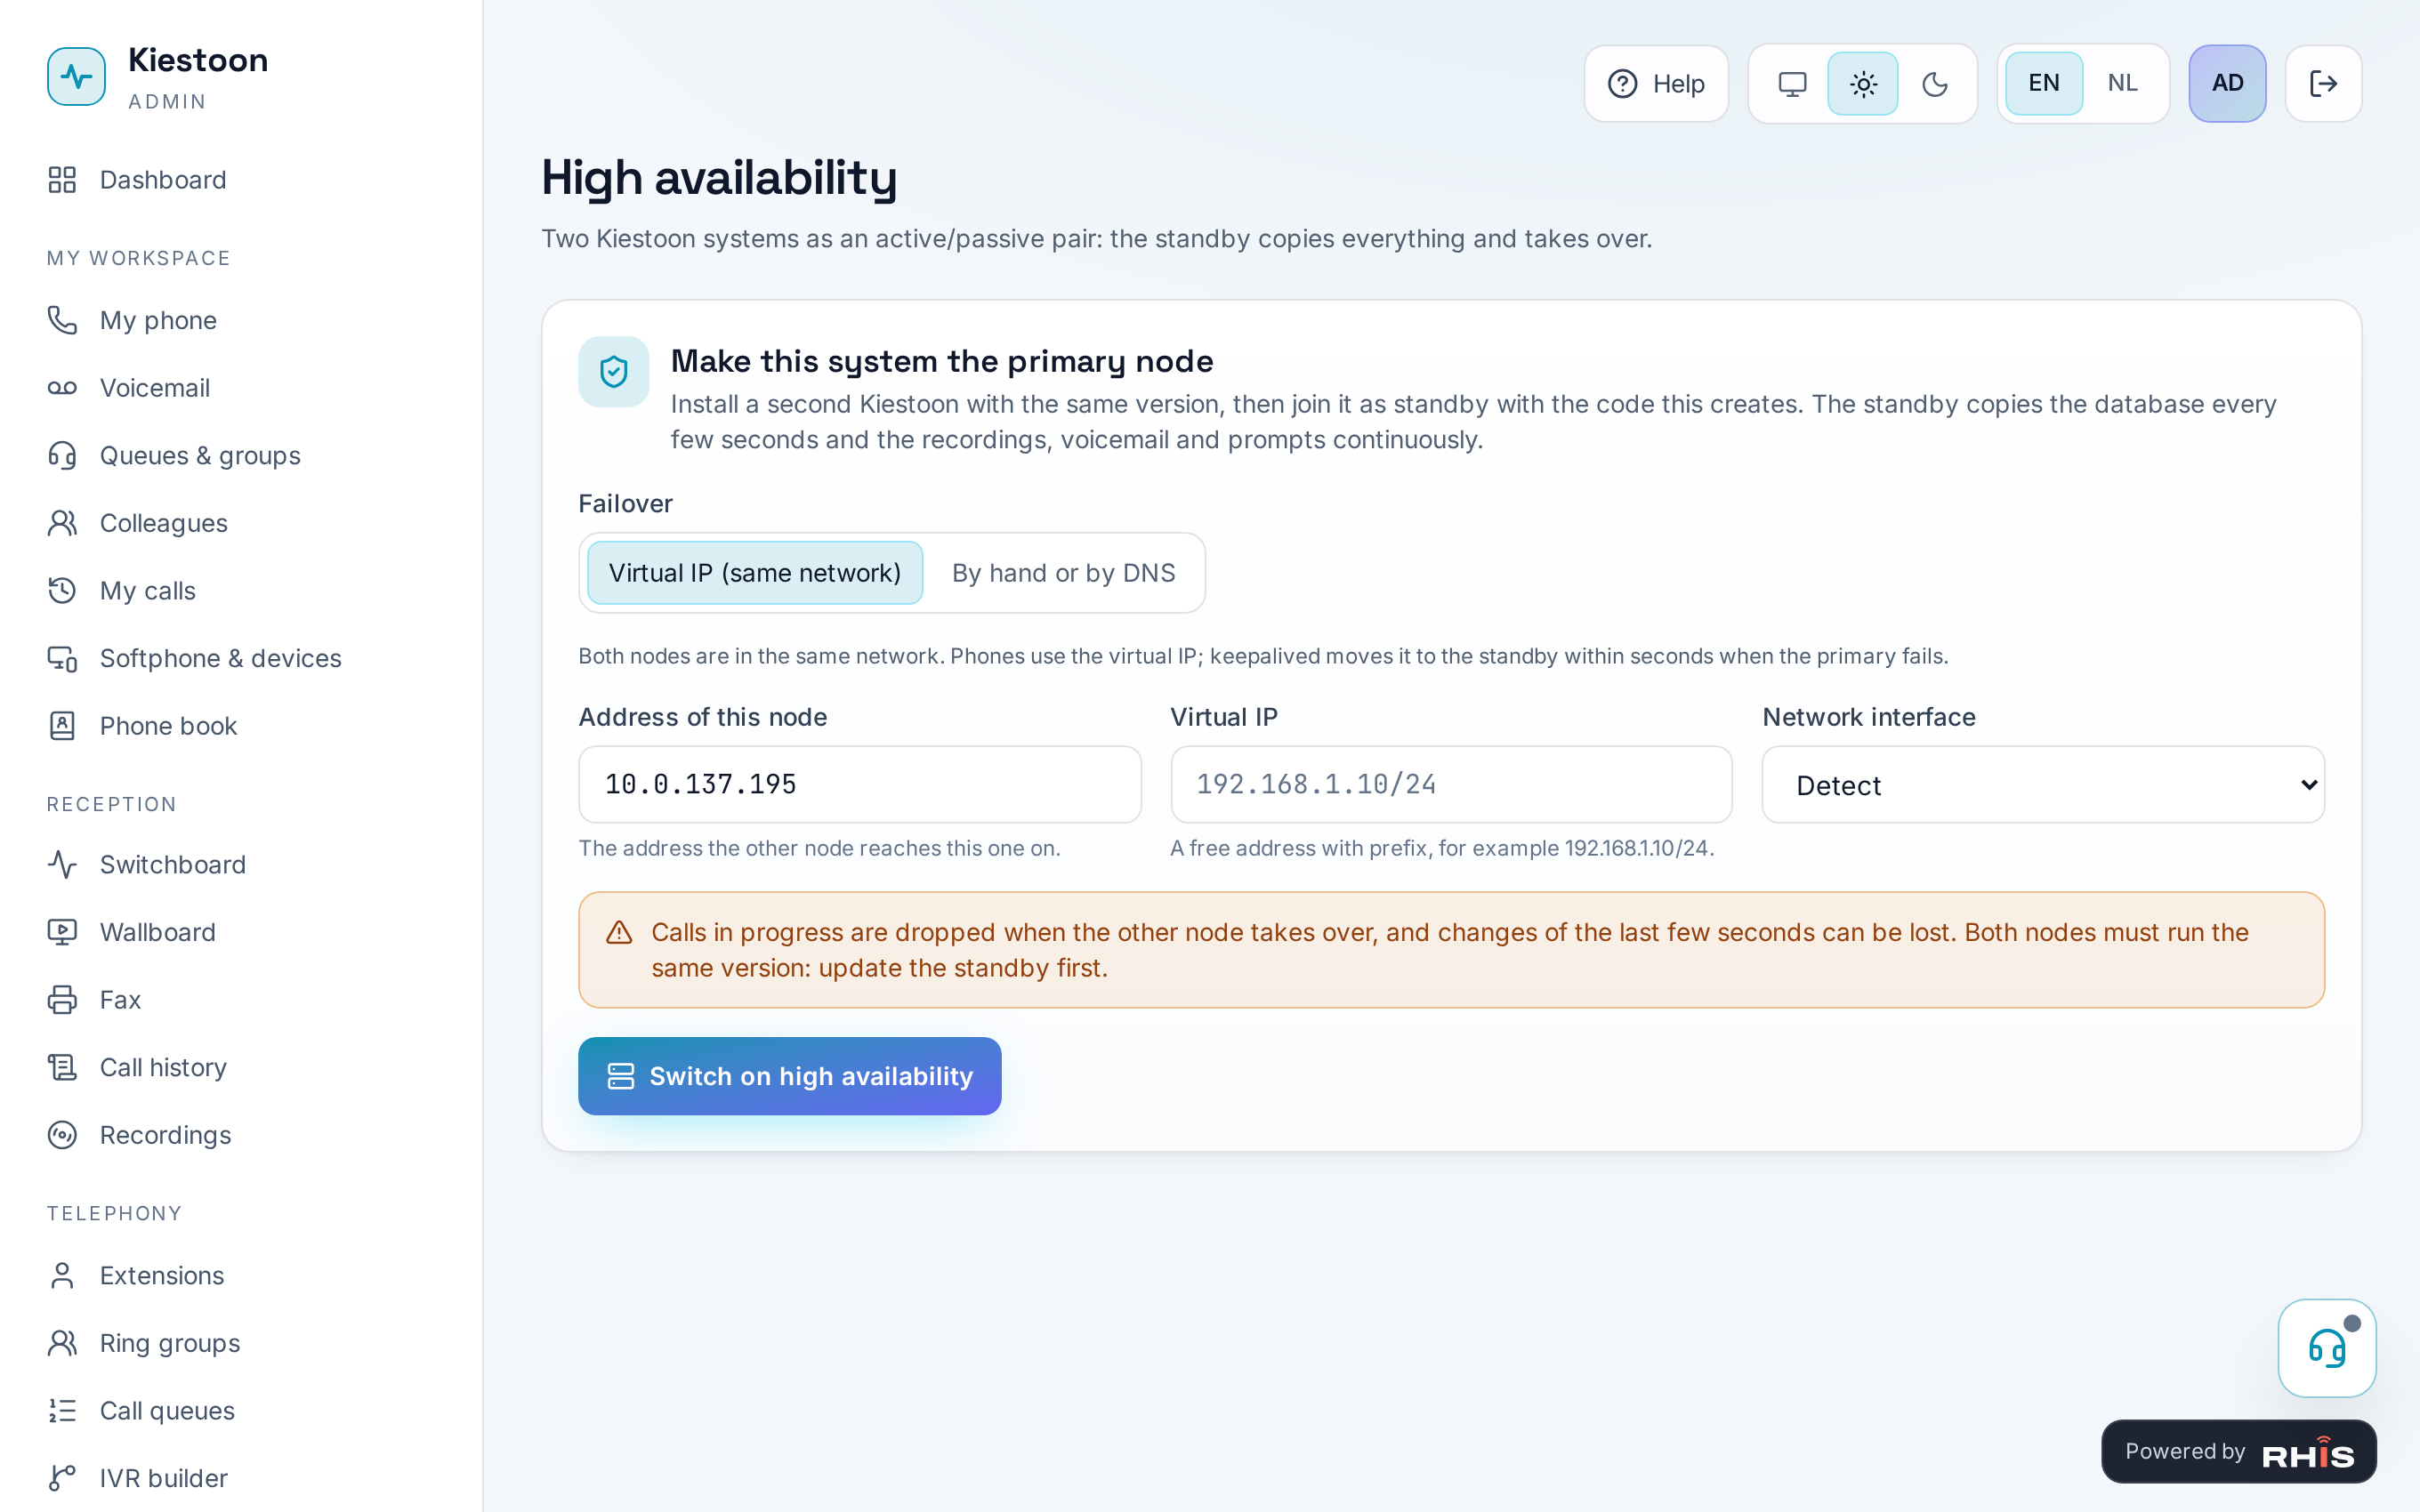 Kiestoon
ADMIN
Dashboard
MY WORKSPACE
My phone
Voicemail
Queues & groups
Colleagues
My calls
Softphone & devices
Phone book
RECEPTION
Switchboard
Wallboard
Fax
Call history
Recordings
TELEPHONY
Extensions
Ring groups
Call queues
IVR builder
Help
EN
NL
AD
High availability
Two Kiestoon systems as an active/passive pair: the standby copies everything and takes over.
Make this system the primary node
Install a second Kiestoon with the same version, then join it as standby with the code this creates. The standby copies the database every
few seconds and the recordings, voicemail and prompts continuously.
Failover
Virtual IP (same network)
By hand or by DNS
Both nodes are in the same network. Phones use the virtual IP; keepalived moves it to the standby within seconds when the primary fails.
Address of this node
Virtual IP
Network interface
10.0.137.195
192.168.1.10/24
Detect
The address the other node reaches this one on.
A free address with prefix, for example 192.168.1.10/24.
Calls in progress are dropped when the other node takes over, and changes of the last few seconds can be lost. Both nodes must run the
same version: update the standby first.
Switch on high availability
Powered by RHiS